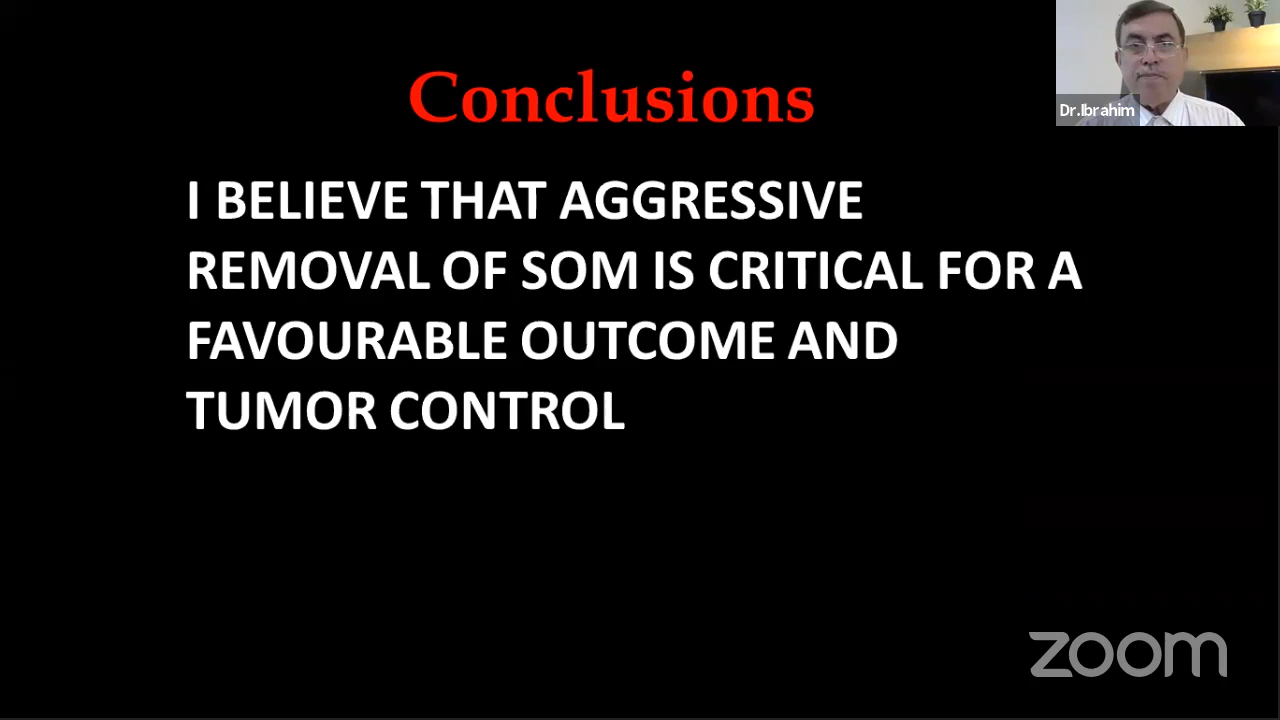 Conclusions
Dr.Ibrahim
I BELIEVE THAT AGGRESSIVE
REMOVAL OF SOM IS CRITICAL FOR A
FAVOURABLE OUTCOME AND
TUMOR CONTROL
zoom